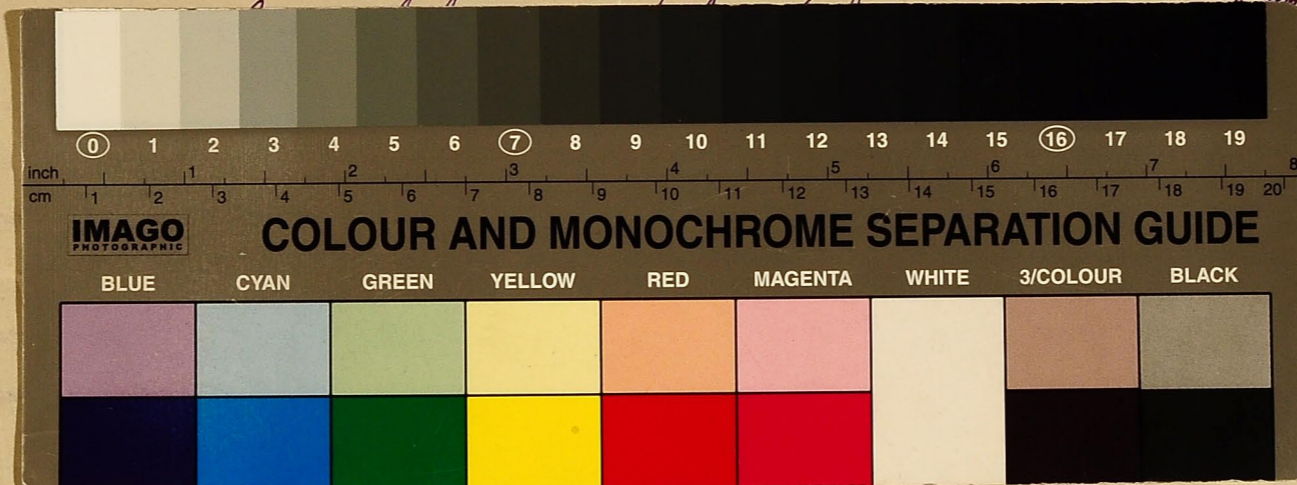 0 1 2 3 4 5 6 7 8 9 10 11 12 13 14 15 16 17 18 19
inch 1 2 3 4 5 6 7 8
cm 1 2 3 4 5 6 7 8 9 10 11 12 13 14 15 16 17 18 19 20
IMAGO
PHOTOGRAPHIC
COLOUR AND MONOCHROME SEPARATION GUIDE
BLUE CYAN GREEN YELLOW RED MAGENTA WHITE 3/COLOUR BLACK